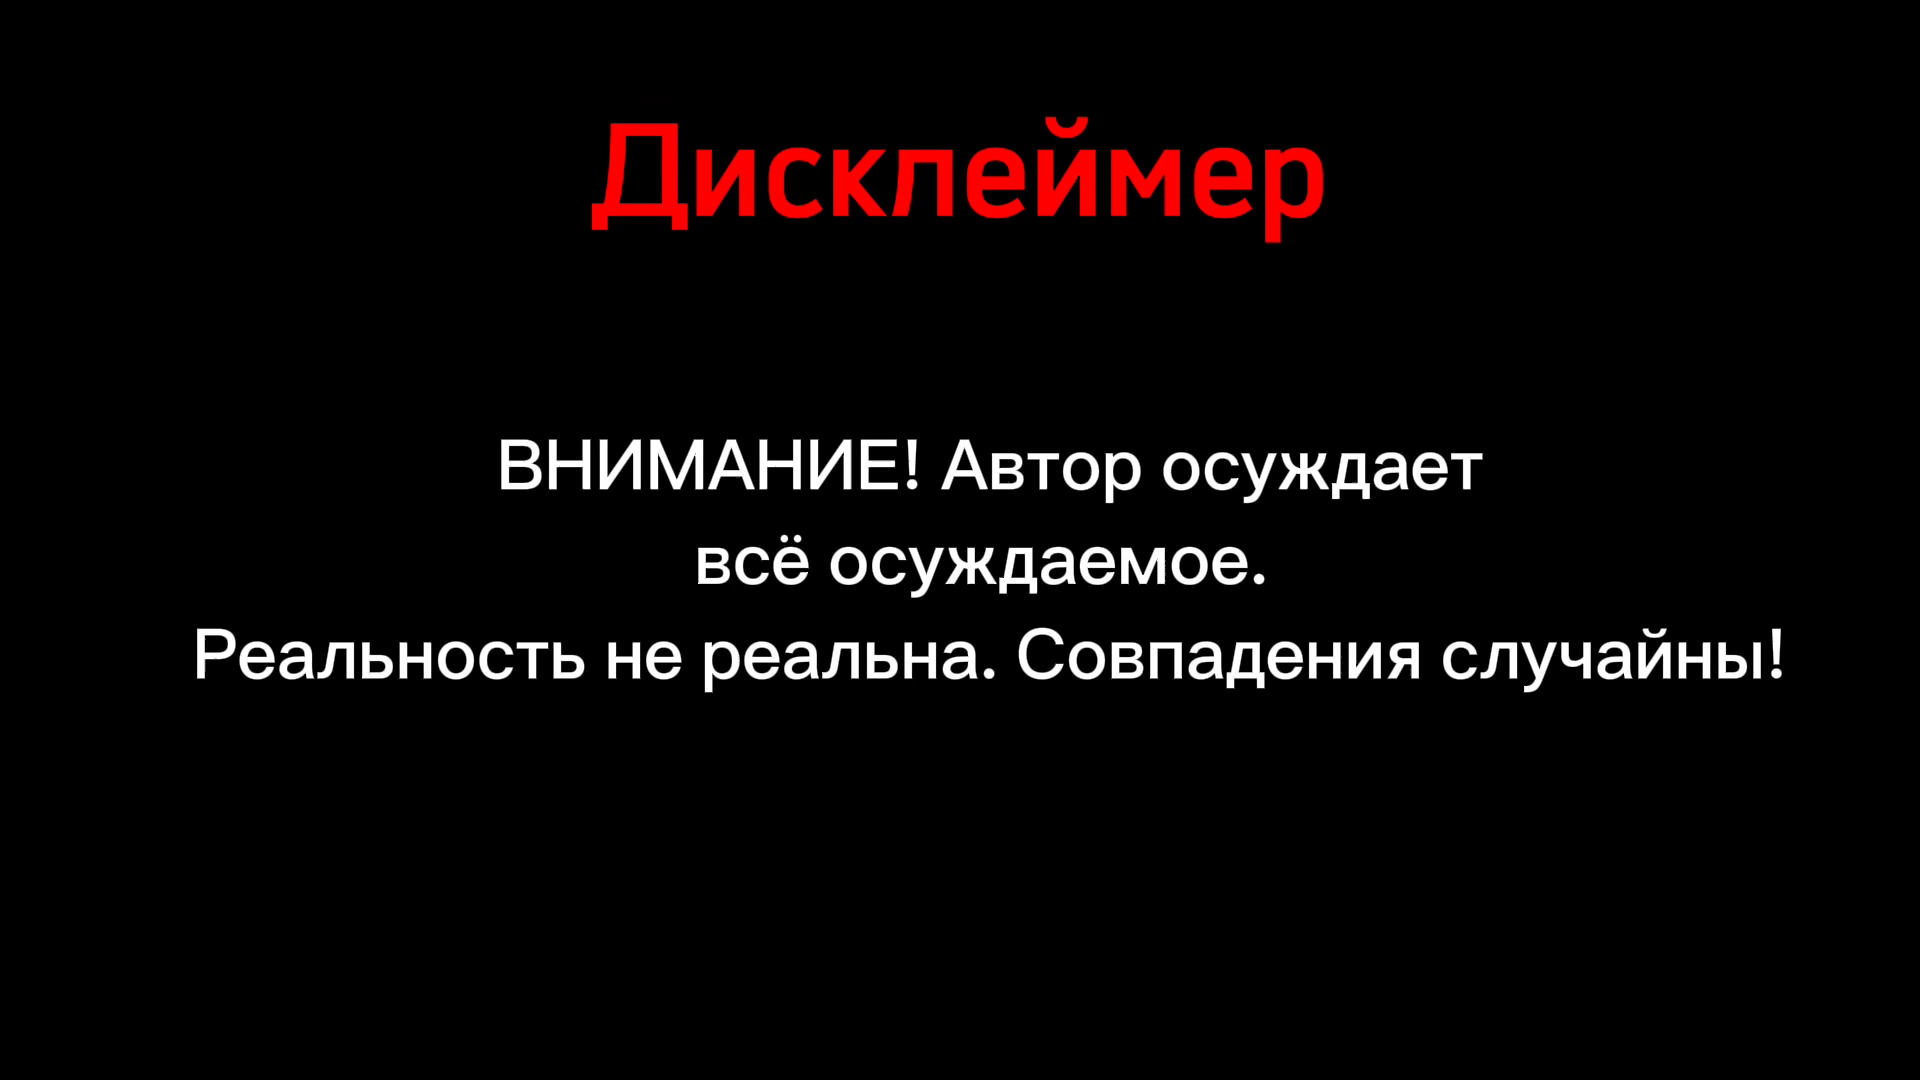 Дисклеймер
ВНИМАНИЕ! Автор осуждает
всё осуждаемое.
Реальность не реальна. Совпадения случайны!